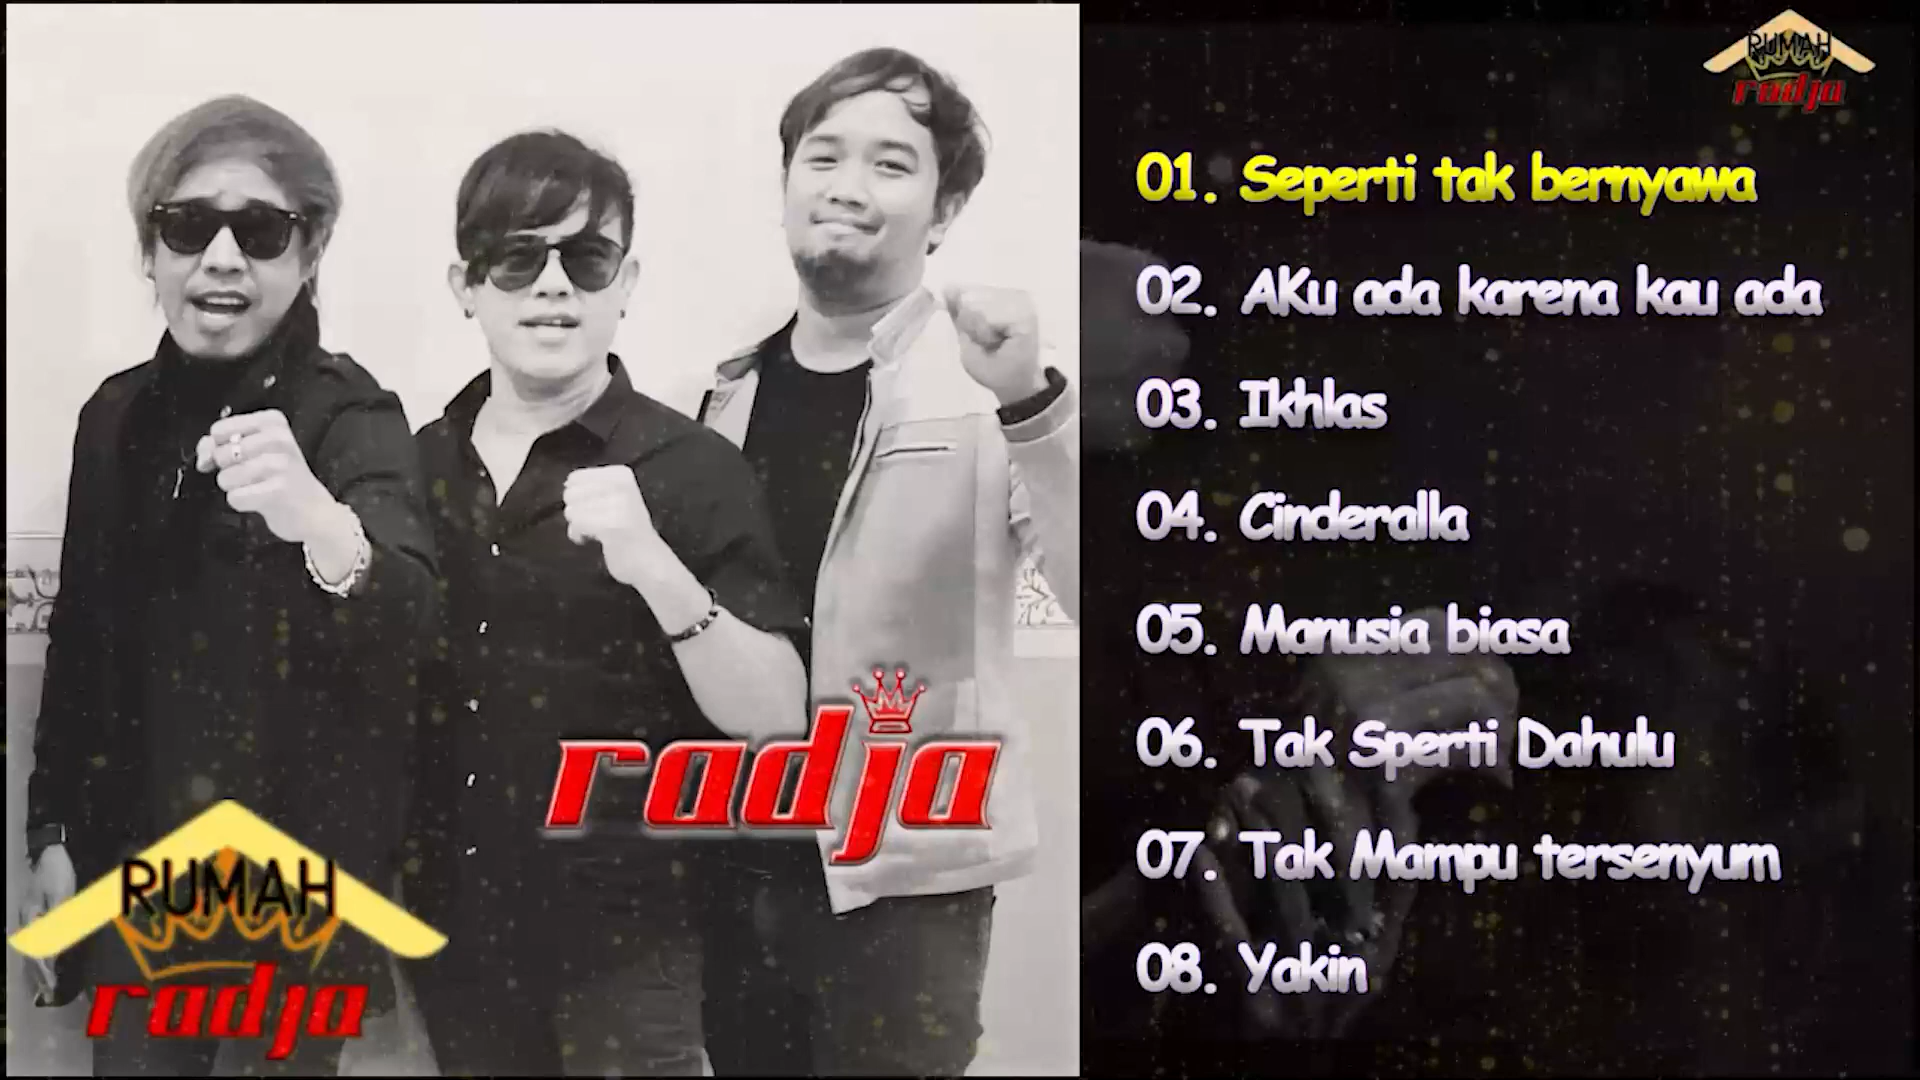 RUMAH
radja
01. Seperti tak bernyawa
02. AKu ada karena kau ada
03. Ikhlas
04. Cinderalla
05. Manusia biasa
06. Tak Sperti Dahulu
07. Tak Mampu tersenyum
08. Yakin
radja
RUMAH
radja